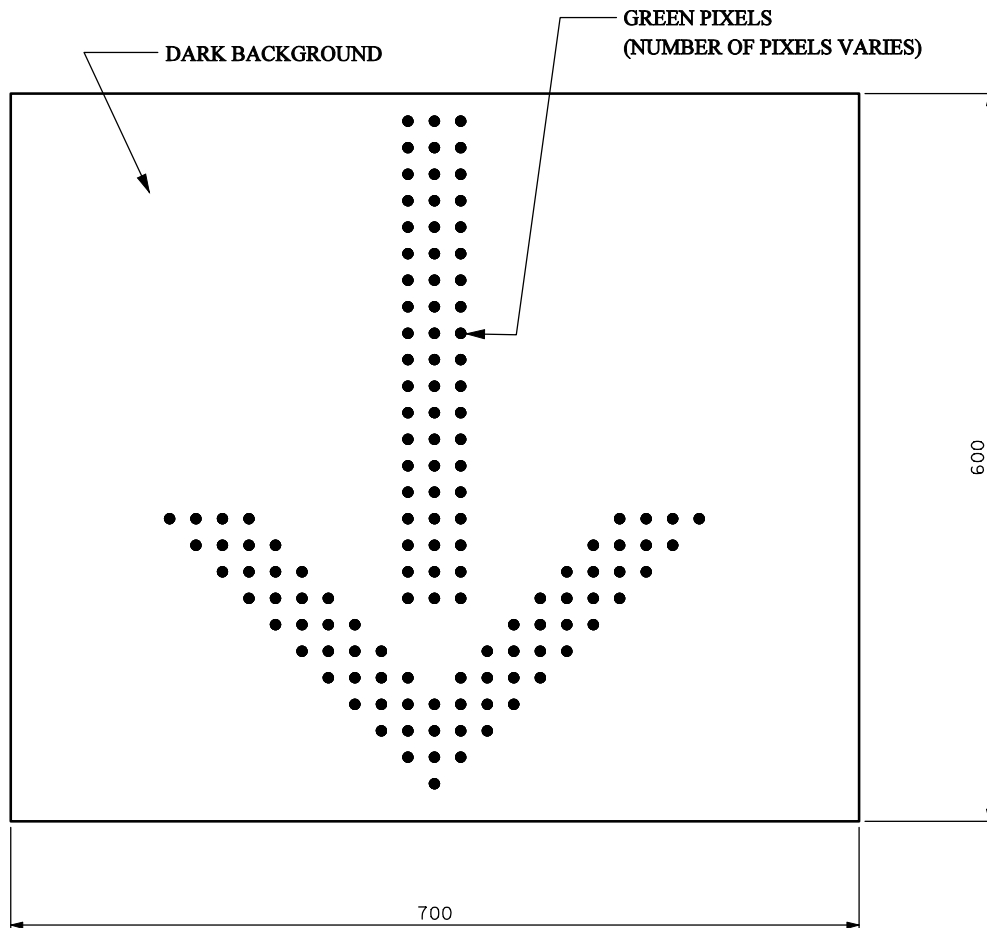 GREEN PIXELS
(NUMBER OF PIXELS VARIES)
DARK BACKGROUND
600
700